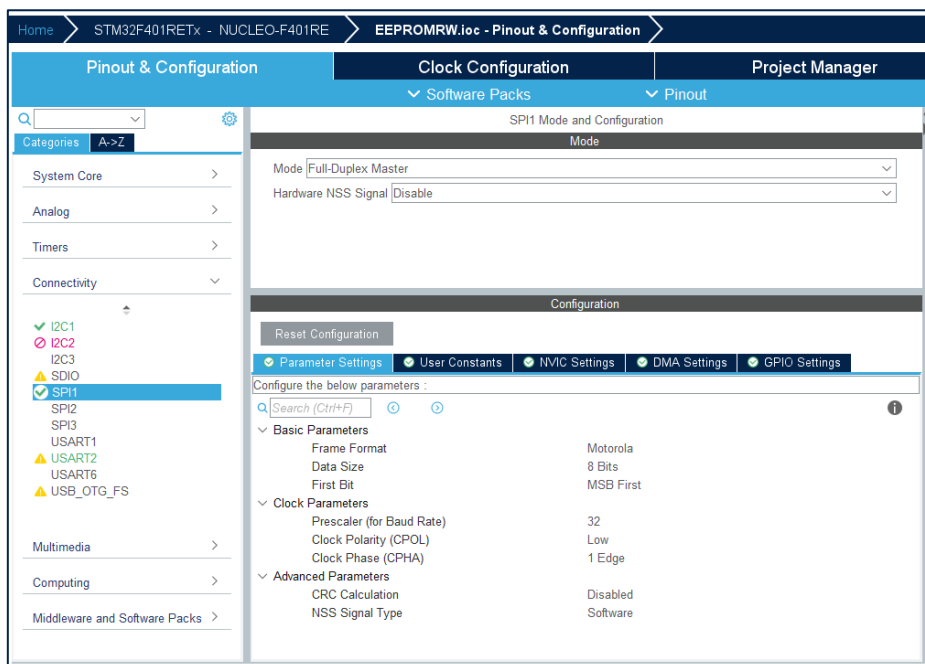 Home STM32F401RETx - NUCLEO-F401RE EEPROMRW.ioc - Pinout & Configuration
Pinout & Configuration Clock Configuration Project Manager
Software Packs Pinout
SPI1 Mode and Configuration
Categories A->Z
Mode
System Core
Mode Full-Duplex Master
Hardware NSS Signal Disable
Analog
Timers
Connectivity
Configuration
I2C1
I2C2
I2C3
SDIO
SPI1
SPI2
SPI3
USART1
USART2
USART6
USB_OTG_FS
Multimedia
Computing
Middleware and Software Packs
Reset Configuration
Parameter Settings User Constants NVIC Settings DMA Settings GPIO Settings
Configure the below parameters :
Search (Ctrl+F)
Basic Parameters
Frame Format Motorola
Data Size 8 Bits
First Bit MSB First
Clock Parameters
Prescaler (for Baud Rate) 32
Clock Polarity (CPOL) Low
Clock Phase (CPHA) 1 Edge
Advanced Parameters
CRC Calculation Disabled
NSS Signal Type Software